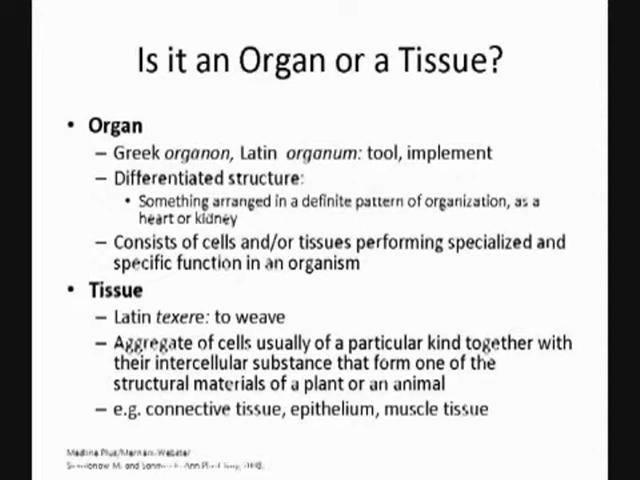 Is it an Organ or a Tissue?
• Organ
– Greek organon, Latin organum: tool, implement
– Differentiated structure:
• Something arranged in a definite pattern of organization, as a
heart or kidney
– Consists of cells and/or tissues performing specialized and
specific function in an organism
• Tissue
– Latin texere: to weave
– Aggregate of cells usually of a particular kind together with
their intercellular substance that form one of the
structural materials of a plant or an animal
– e.g. connective tissue, epithelium, muscle tissue
Medline Plus/Merriam-Webster
M. and